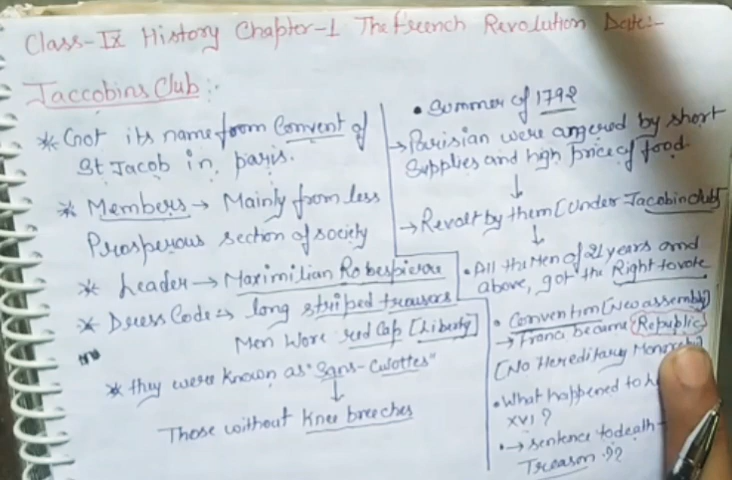 Class-IX History Chapter-1 The French Revolution Date:-
Jaccobins Club:-
* Got its name from Convent of
St Jacob in paris.
* Members → Mainly from less
Prosperous section of society
* Leader → Maximilian Robespierre
* Dress Code → long striped trousers
Men Wore red Cap [Liberty]
* they were known as "Sans-Culottes"
↓
Those without Knee breeches
• Summer of 1792
→ Parisian were angered by short
Supplies and high price of food
↓
→ Revolt by them [Under Jacobin club]
↓
• All the Men of 21 years and
above, got the Right to vote
• Convention [New assembly]
→ Franc became Republic
[No Hereditary Monarchy]
• What happened to
XVI ?
• → sentence to death -
Treason